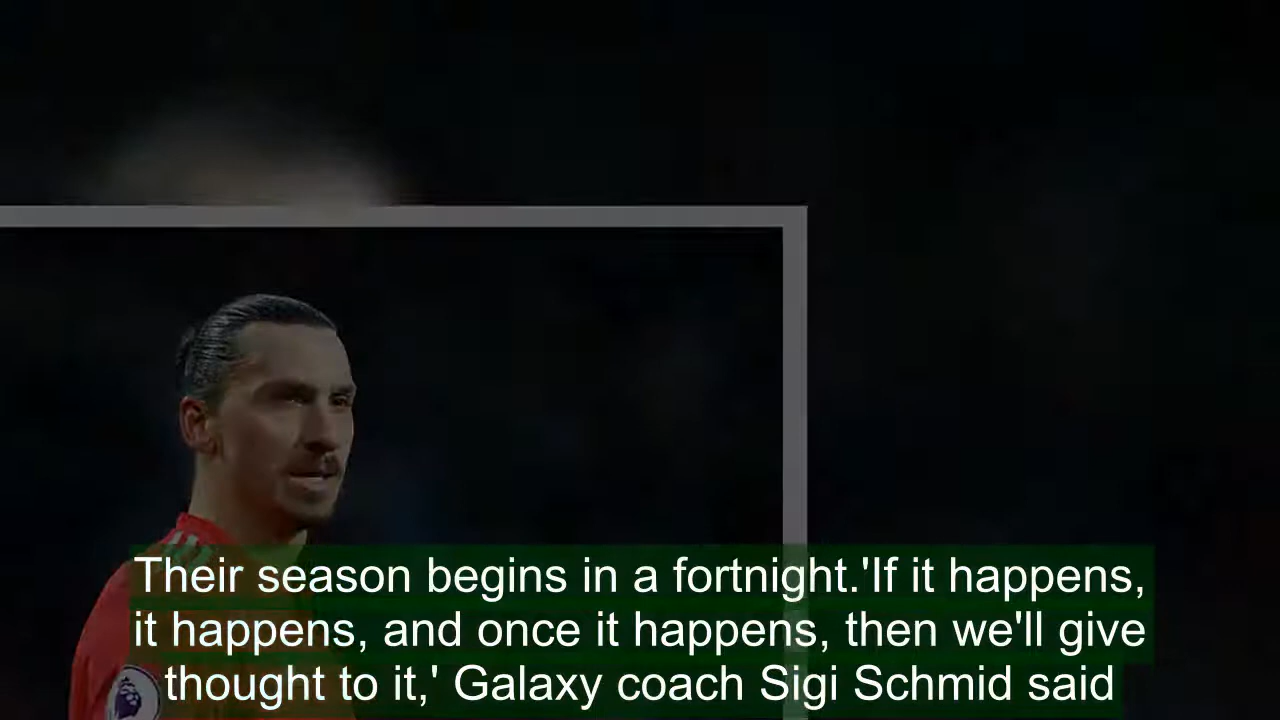 Their season begins in a fortnight.'If it happens,
it happens, and once it happens, then we'll give
thought to it,' Galaxy coach Sigi Schmid said